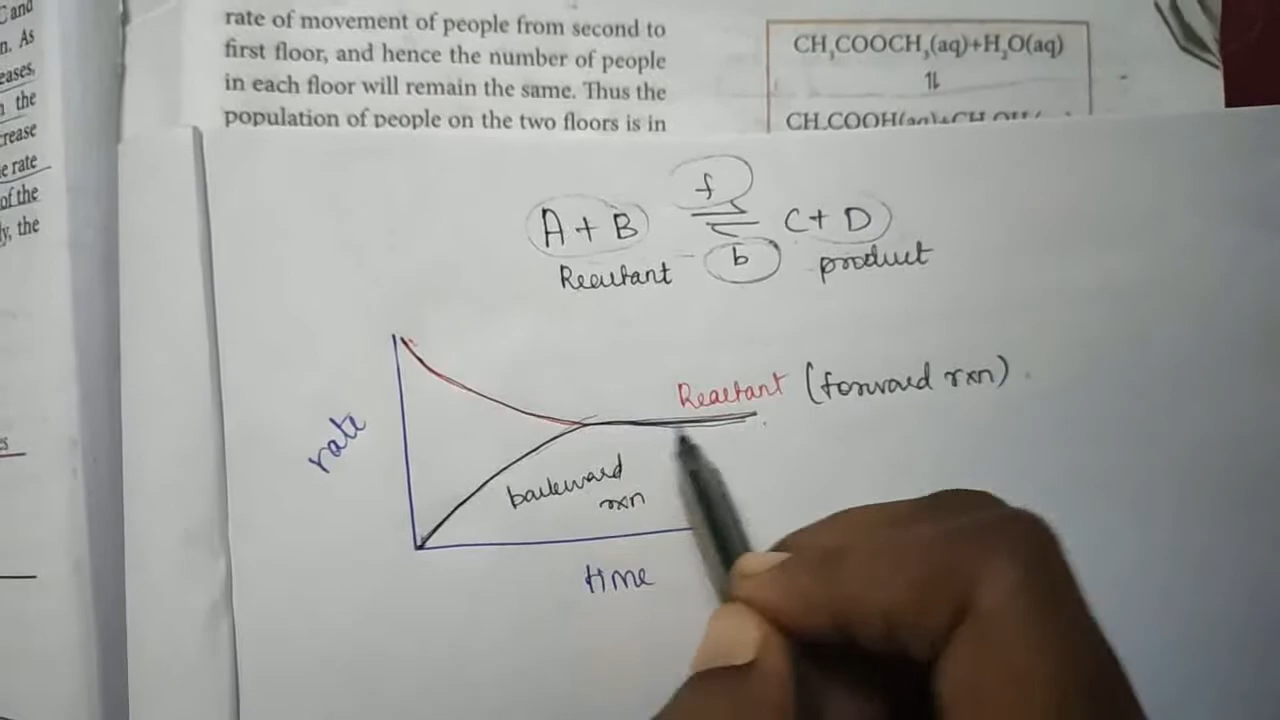 C and
n. As
eases,
n the
crease
e rate
of the
ly, the
s
rate of movement of people from second to
first floor, and hence the number of people
in each floor will remain the same. Thus the
population of people on the two floors is in
CH₃COOCH₃(aq)+H₂O(aq)
⇅
A + B ⇌ C + D
f
b
Reactant
product
rate
Reactant (forward rxn)
backward
rxn
time